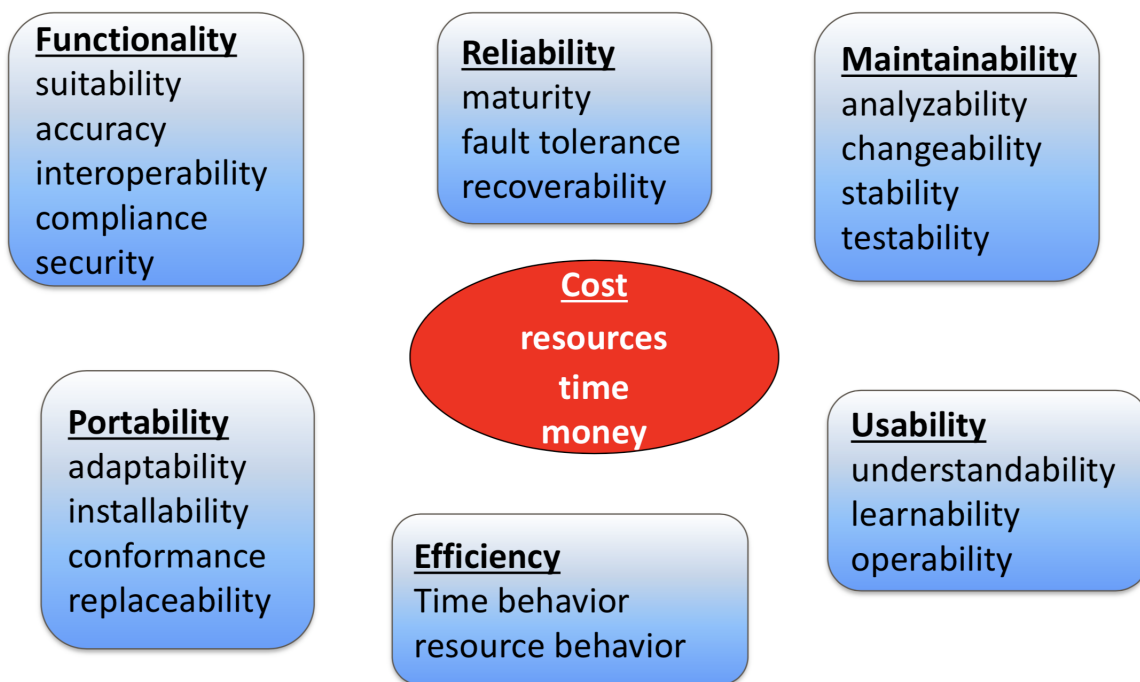 Functionality
suitability
accuracy
interoperability
compliance
security
Reliability
maturity
fault tolerance
recoverability
Maintainability
analyzability
changeability
stability
testability
Cost
resources
time
money
Portability
adaptability
installability
conformance
replaceability
Efficiency
Time behavior
resource behavior
Usability
understandability
learnability
operability